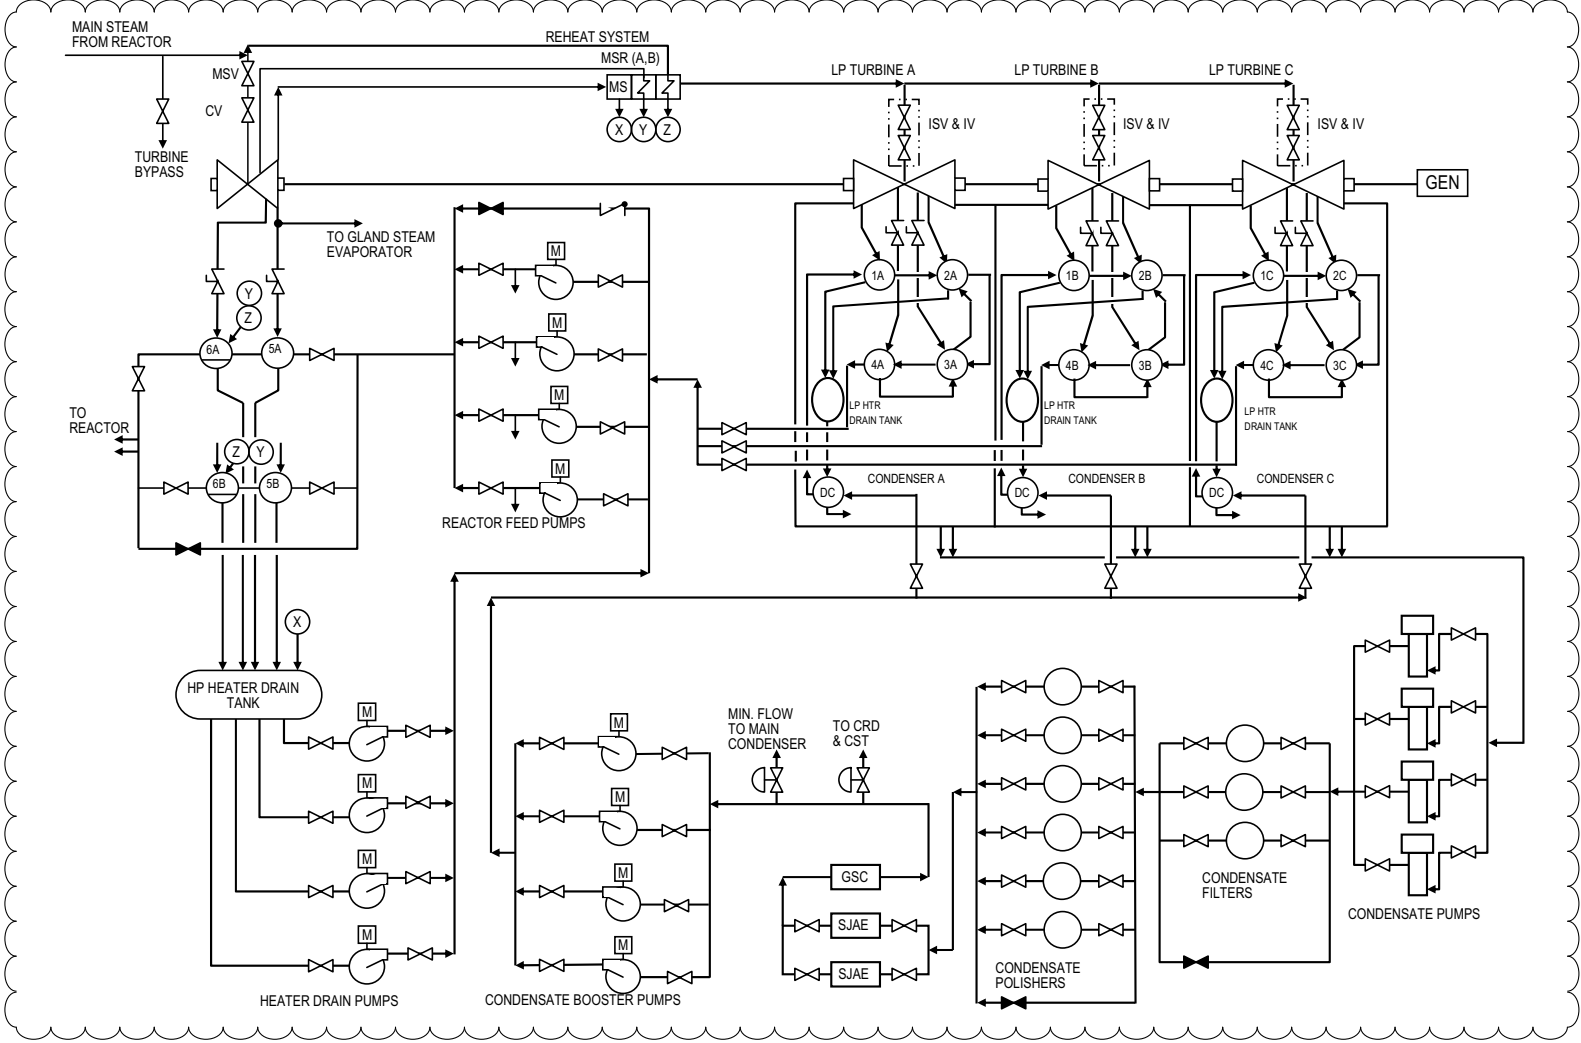 MAIN STEAM
FROM REACTOR
REHEAT SYSTEM
MSR (A,B)
MSV
CV
MS
X
Y
Z
TURBINE
BYPASS
LP TURBINE A
LP TURBINE B
LP TURBINE C
ISV & IV
ISV & IV
ISV & IV
GEN
TO GLAND STEAM
EVAPORATOR
Y
Z
6A
5A
TO
REACTOR
Z
Y
6B
5B
M
M
M
M
REACTOR FEED PUMPS
1A
2A
4A
3A
LP HTR
DRAIN TANK
DC
CONDENSER A
1B
2B
4B
3B
LP HTR
DRAIN TANK
DC
CONDENSER B
1C
2C
4C
3C
LP HTR
DRAIN TANK
DC
CONDENSER C
X
HP HEATER DRAIN
TANK
M
M
M
M
HEATER DRAIN PUMPS
M
M
M
M
CONDENSATE BOOSTER PUMPS
MIN. FLOW
TO MAIN
CONDENSER
TO CRD
& CST
GSC
SJAE
SJAE
CONDENSATE
POLISHERS
CONDENSATE
FILTERS
CONDENSATE PUMPS